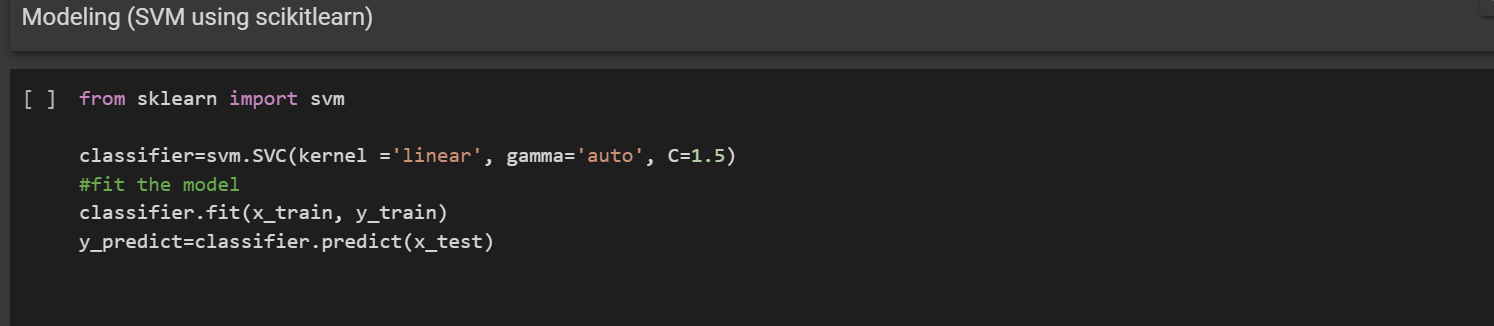 Modeling (SVM using scikitlearn)
[ ] from sklearn import svm
classifier=svm.SVC(kernel ='linear', gamma='auto', C=1.5)
#fit the model
classifier.fit(x_train, y_train)
y_predict=classifier.predict(x_test)